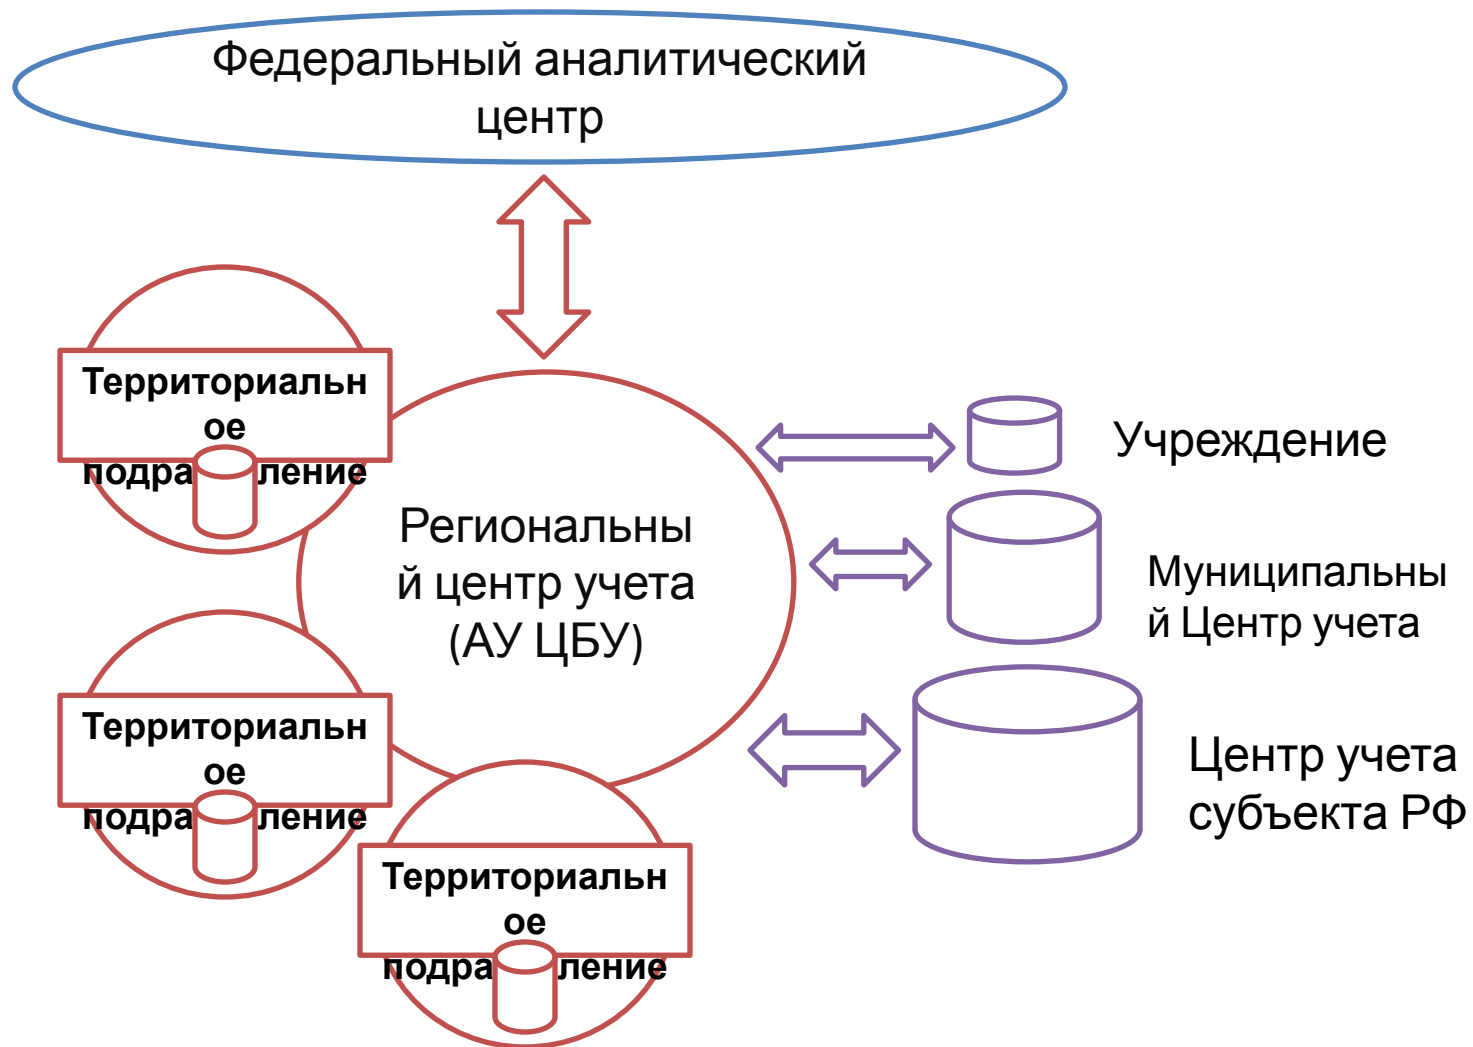 Федеральный аналитический
центр
Территориальн
ое
подра ление
Региональны
й центр учета
(АУ ЦБУ)
Учреждение
Муниципальны
й Центр учета
Территориальн
ое
подра ление
Центр учета
субъекта РФ
Территориальн
ое
подра ление